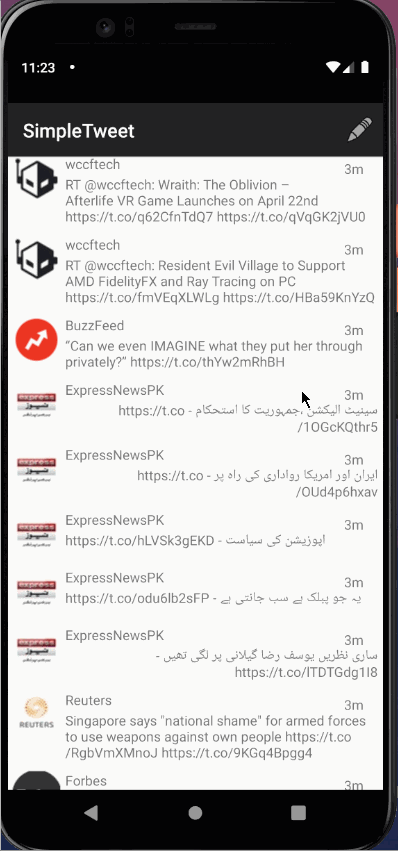 11:23
SimpleTweet
wccftech
3m
RT @wccftech: Wraith: The Oblivion –
Afterlife VR Game Launches on April 22nd
https://t.co/q62CfnTdQ7 https://t.co/qVqGK2jVU0
wccftech
3m
RT @wccftech: Resident Evil Village to Support
AMD FidelityFX and Ray Tracing on PC
https://t.co/fmVEqXLWLg https://t.co/HBa59KnYzQ
BuzzFeed
3m
“Can we even IMAGINE what they put her through
privately?” https://t.co/thYw2mRhBH
ExpressNewsPK
3m
سینیٹ الیکشن ،جمہوریت کا استحکام - https://t.co
/1OGcKQthr5
ExpressNewsPK
3m
ایران اور امریکا رواداری کی راہ پر - https://t.co
/OUd4p6hxav
ExpressNewsPK
3m
اپوزیشن کی سیاست - https://t.co/hLVSk3gEKD
ExpressNewsPK
3m
یہ جو پبلک ہے سب جانتی ہے - https://t.co/odu6lb2sFP
ExpressNewsPK
3m
ساری نظریں یوسف رضا گیلانی پر لگی تھیں -
https://t.co/lTDTGdg1I8
REUTERS
Reuters
3m
Singapore says "national shame" for armed forces
to use weapons against own people https://t.co
/RgbVmXMnoJ https://t.co/9KGq4Bpgg4
Forbes
3m